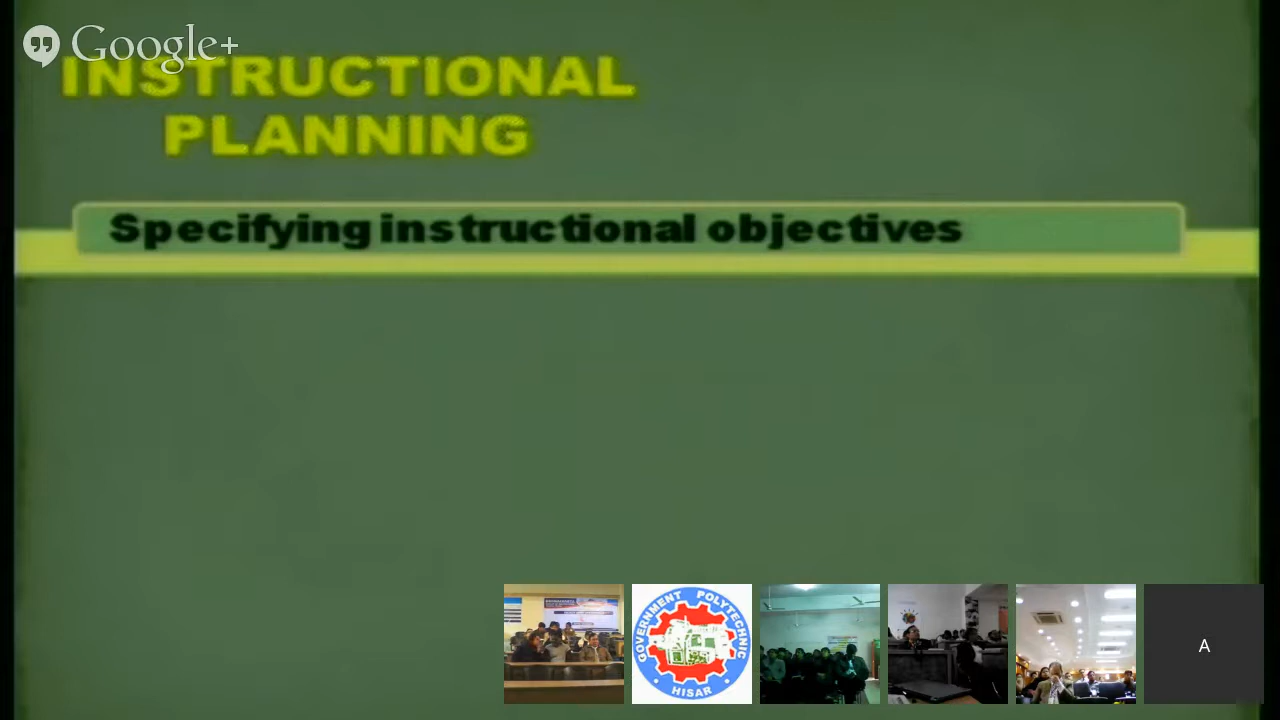 Google+
INSTRUCTIONAL
PLANNING
Specifying instructional objectives
GOVERNMENT POLYTECHNIC
HISAR
A